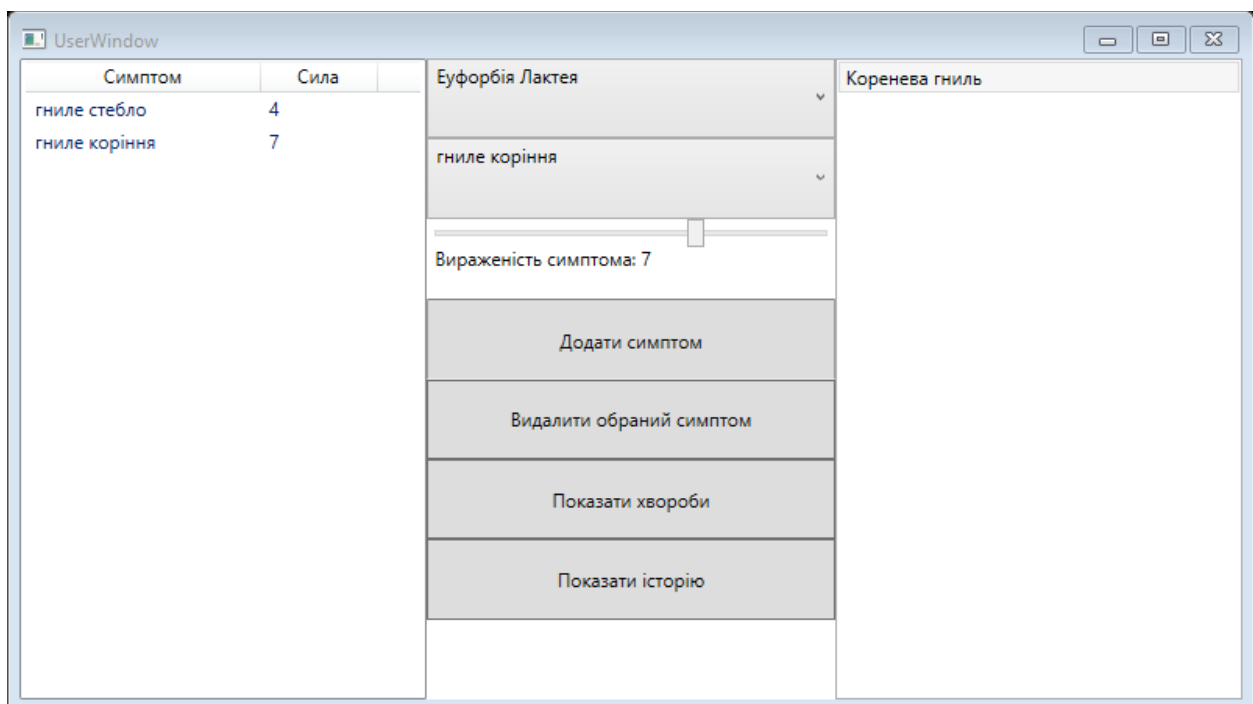 UserWindow
Симптом Сила
гниле стебло 4
гниле коріння 7
Еуфорбія Лактея
гниле коріння
Вираженість симптома: 7
Додати симптом
Видалити обраний симптом
Показати хвороби
Показати історію
Коренева гниль